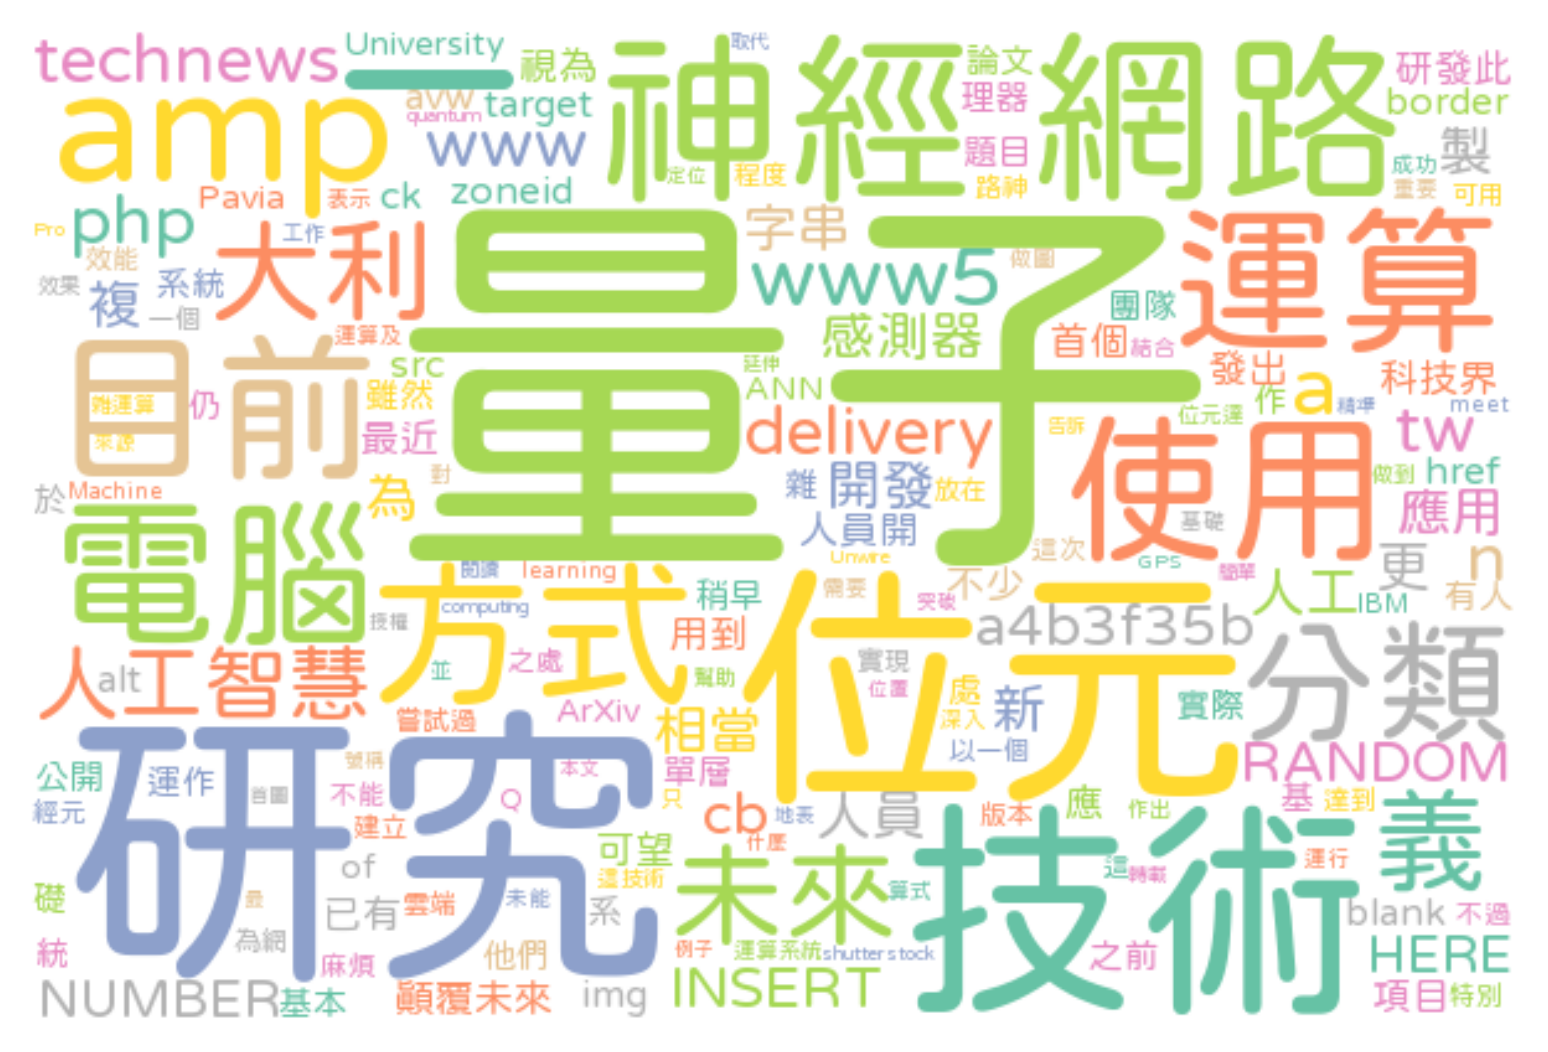 technews
University
一
視為
神經網路
取代
論文
研發此
amp
avw
quantum
target
理器
border
www
題目
製
成功
Pavia
表示
ck
zoneid
定位
程度
路神
重要
可用
Pro
php
工作
大利
量子
字串
運算
效能
www5
做圖
效果
複
系統
一個
團隊
感測器
首個
結合
目前
運算及
src
雖然
延伸
ANN
發出
作
a
科技界
雜運算
仍
最近
delivery
位元達
精準
meet
來源
告訴
使用
tw
於
Machine
為
對
雜
開發
放在
做到
href
電腦
人員開
基礎
應用
Unwire
這次
GPS
簡單
更
n
閱讀
learning
方式
computing
稍早
需要
位元
不少
突破
人工
IBM
有人
授權
用到
a4b3f35b
分類
人工智慧
alt
並
之處
幫助
實現
位置
處
深入
新
實際
嘗試過
ArXiv
相當
以一個
RANDOM
研究
公開
運作
號稱
本文
單層
經元
首圖
不能
Q
只
cb
地表
人員
版本
應
作出
基
達到
建立
什麼
技術
義
of
可望
未來
這
轉載
運行
礎
最
已有
雲端
未能
這技術
系
算式
blank
不過
統
為網
麻煩
他們
例子
運算系統
shutterstock
之前
HERE
NUMBER
基本
顛覆未來
img
INSERT
項目
特別